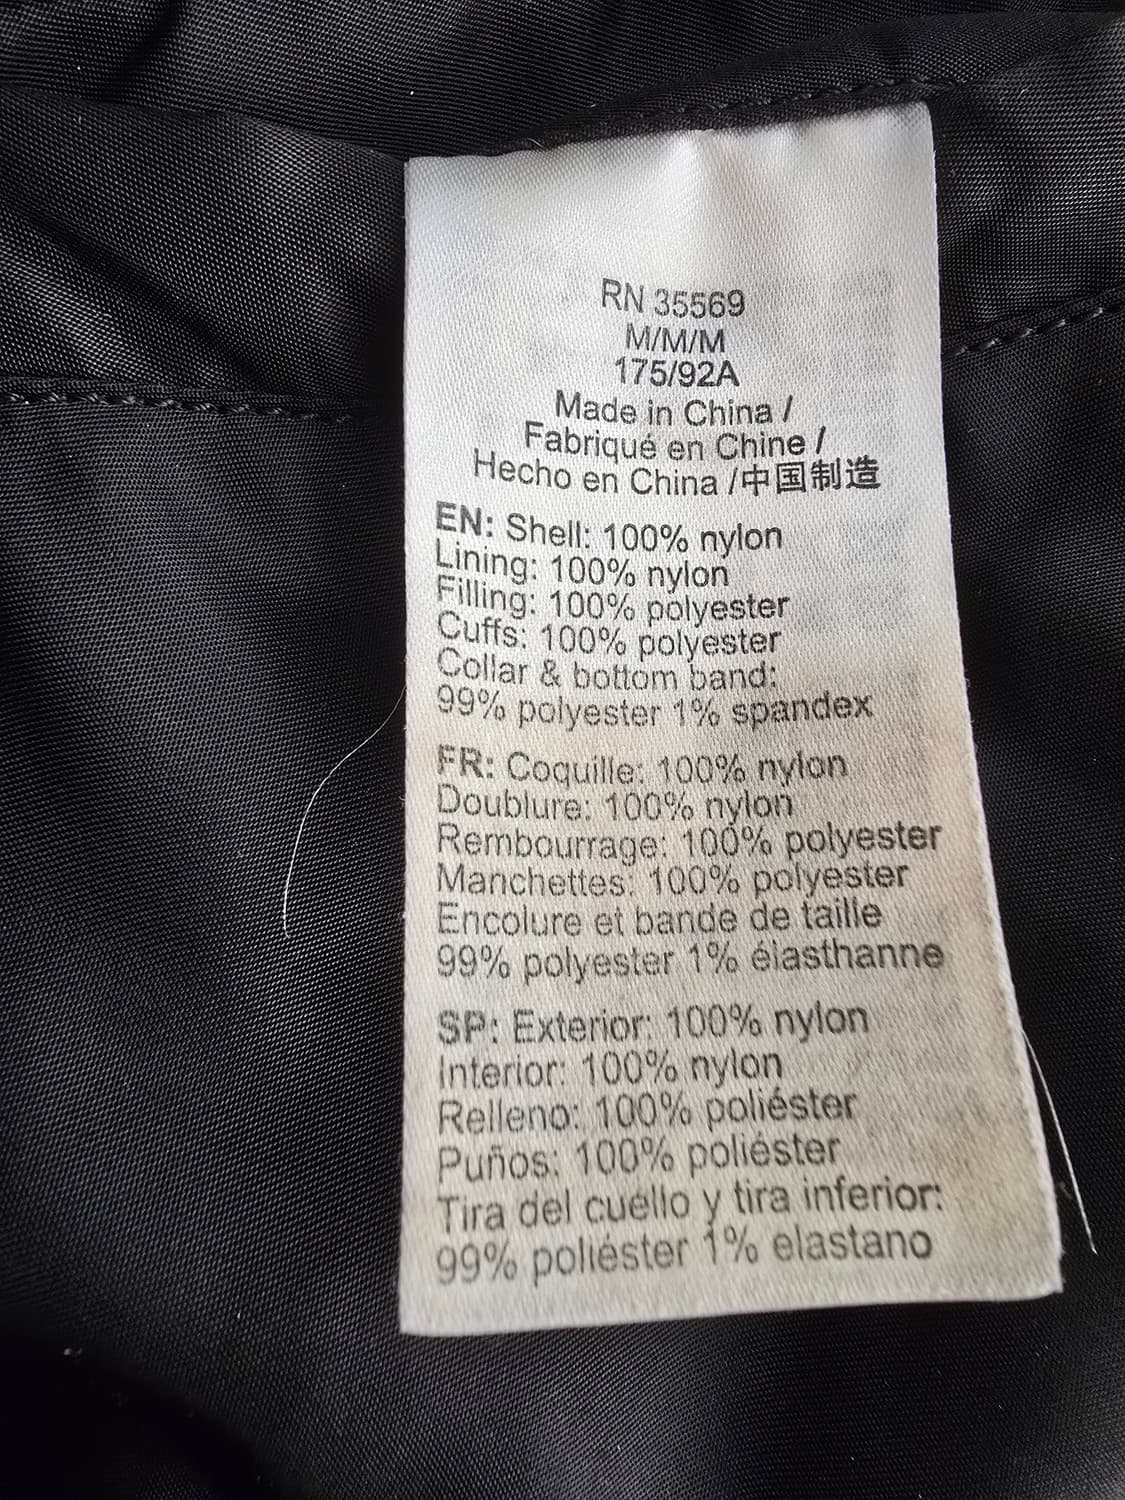 RN 35569
M/M/M
175/92A
Made in China /
Fabriqué en Chine /
Hecho en China /中国制造
EN: Shell: 100% nylon
Lining: 100% nylon
Filling: 100% polyester
Cuffs: 100% polyester
Collar & bottom band:
99% polyester 1% spandex
FR: Coquille: 100% nylon
Doublure: 100% nylon
Rembourrage: 100% polyester
Manchettes: 100% polyester
Encolure et bande de taille
99% polyester 1% élasthanne
SP: Exterior: 100% nylon
Interior: 100% nylon
Relleno: 100% poliéster
Puños: 100% poliéster
Tira del cuello y tira inferior:
99% poliéster 1% elastano